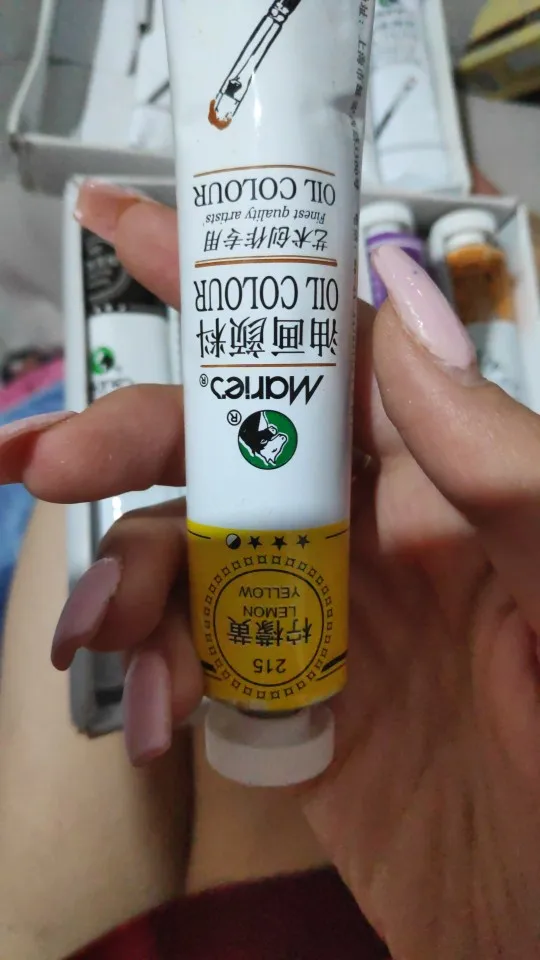 215
柠檬黄
LEMON
YELLOW
Marie's®
油画颜料
OIL COLOUR
艺术创作专用
Finest quality artists'
OIL COLOUR